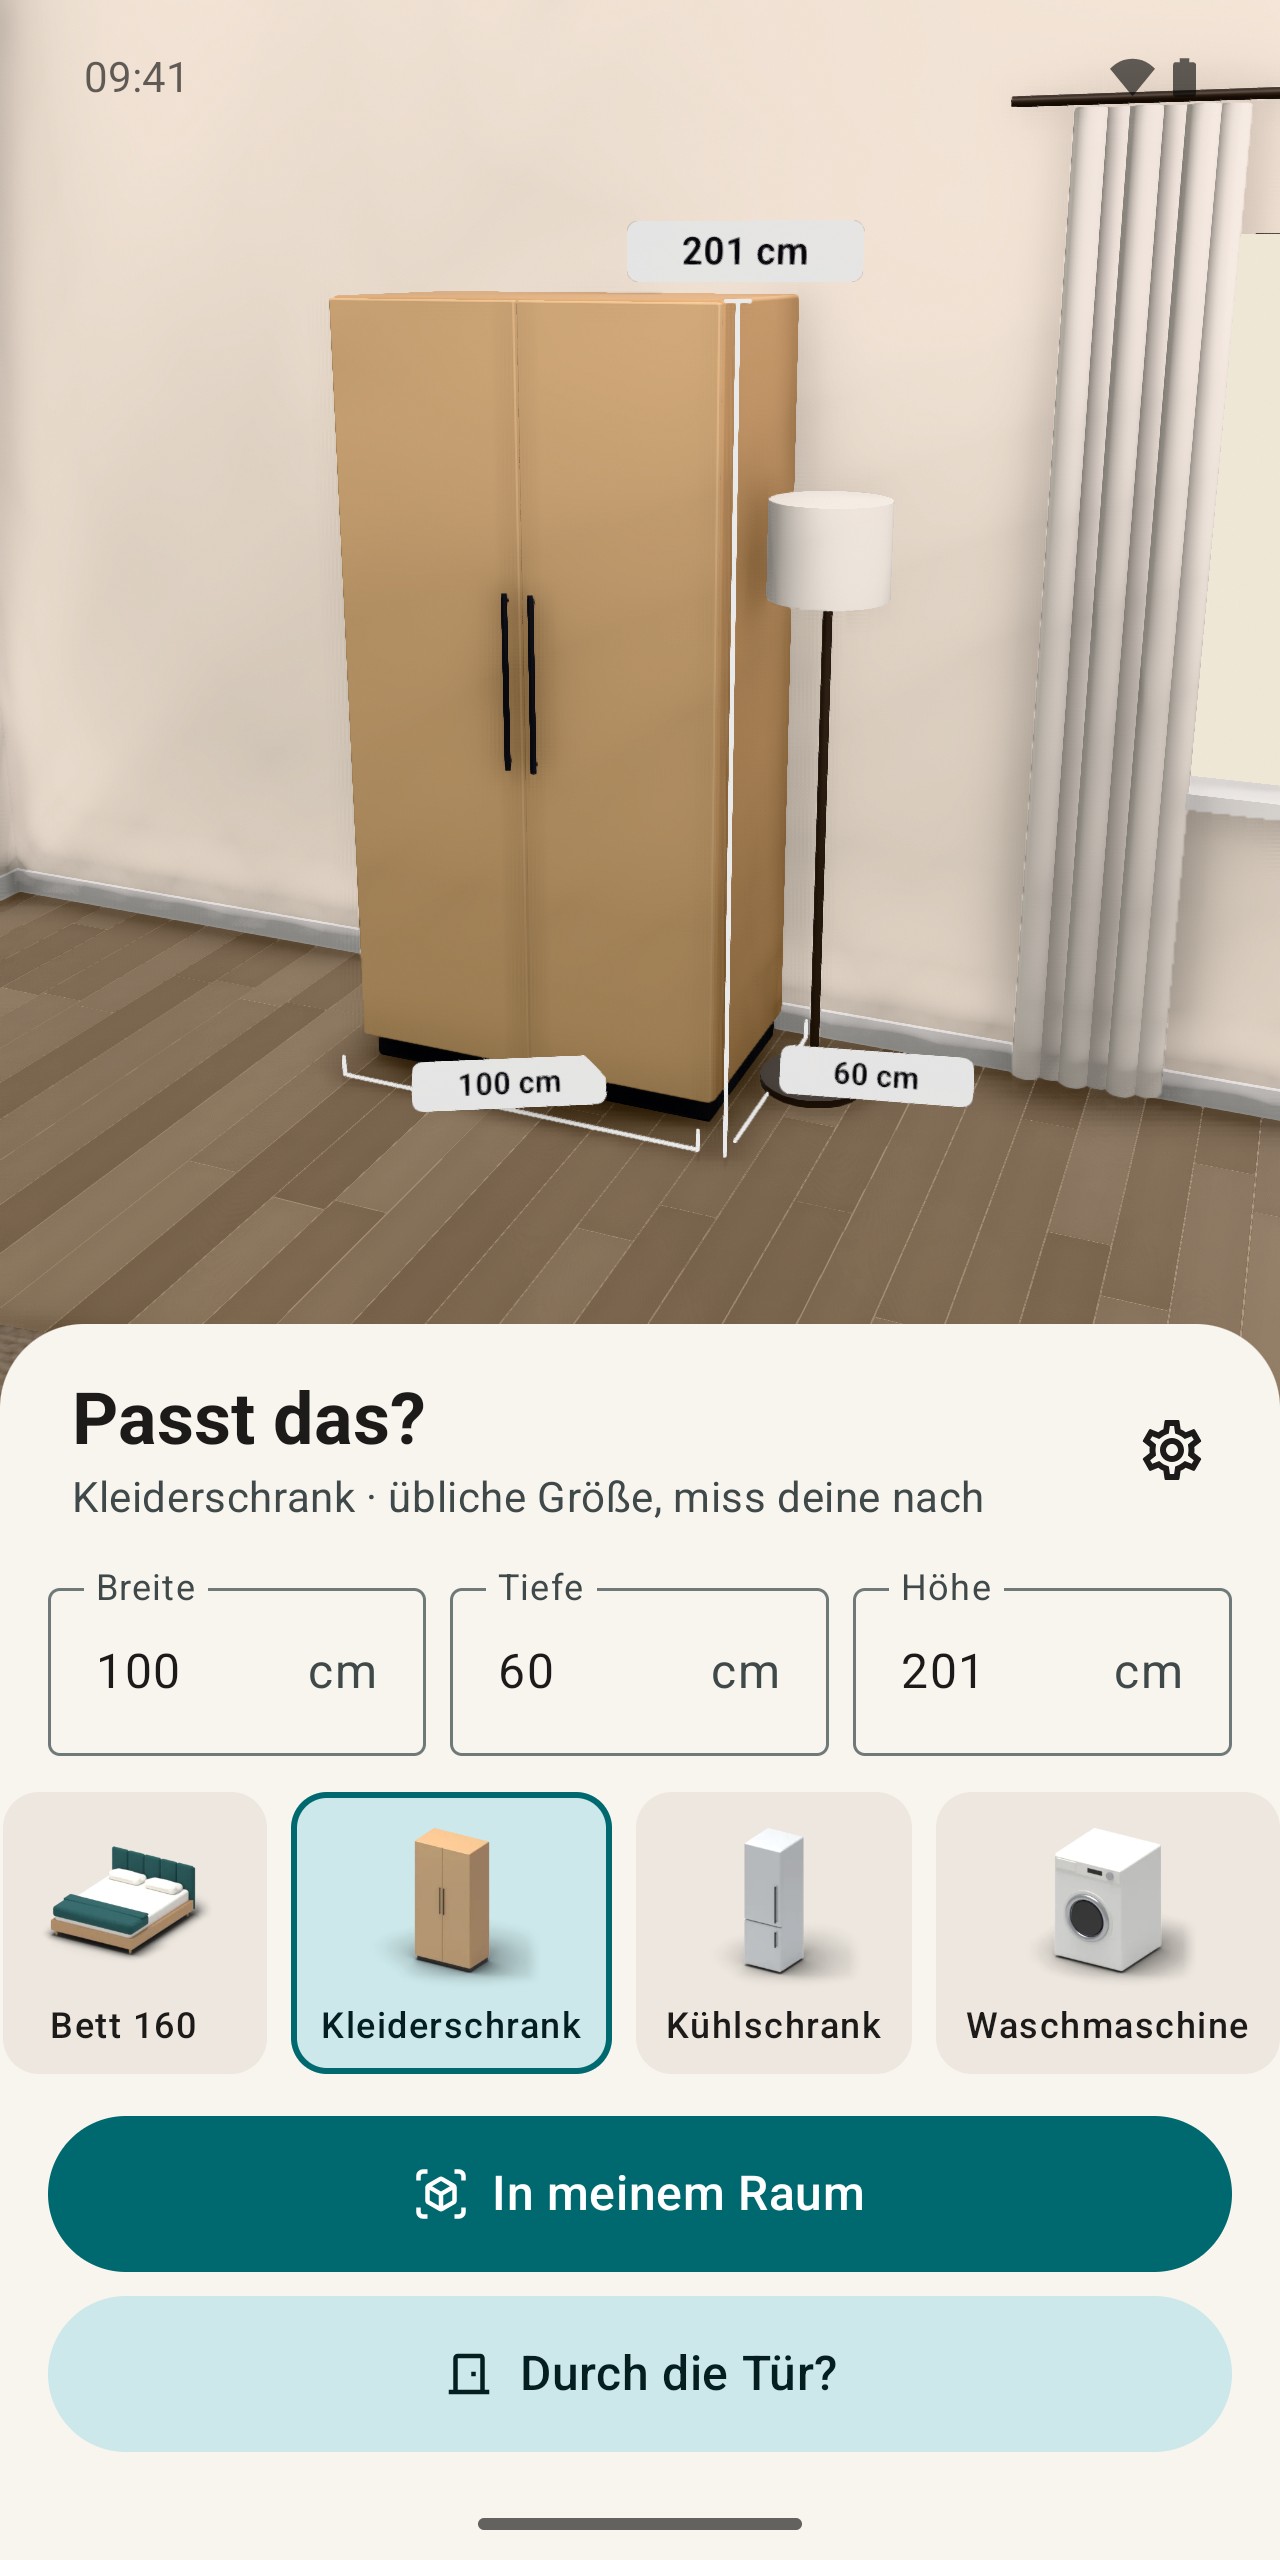 09:41
201 cm
100 cm
60 cm
Passt das?
Kleiderschrank · übliche Größe, miss deine nach
Breite
Tiefe
Höhe
100 cm
60 cm
201 cm
Bett 160
Kleiderschrank
Kühlschrank
Waschmaschine
In meinem Raum
Durch die Tür?